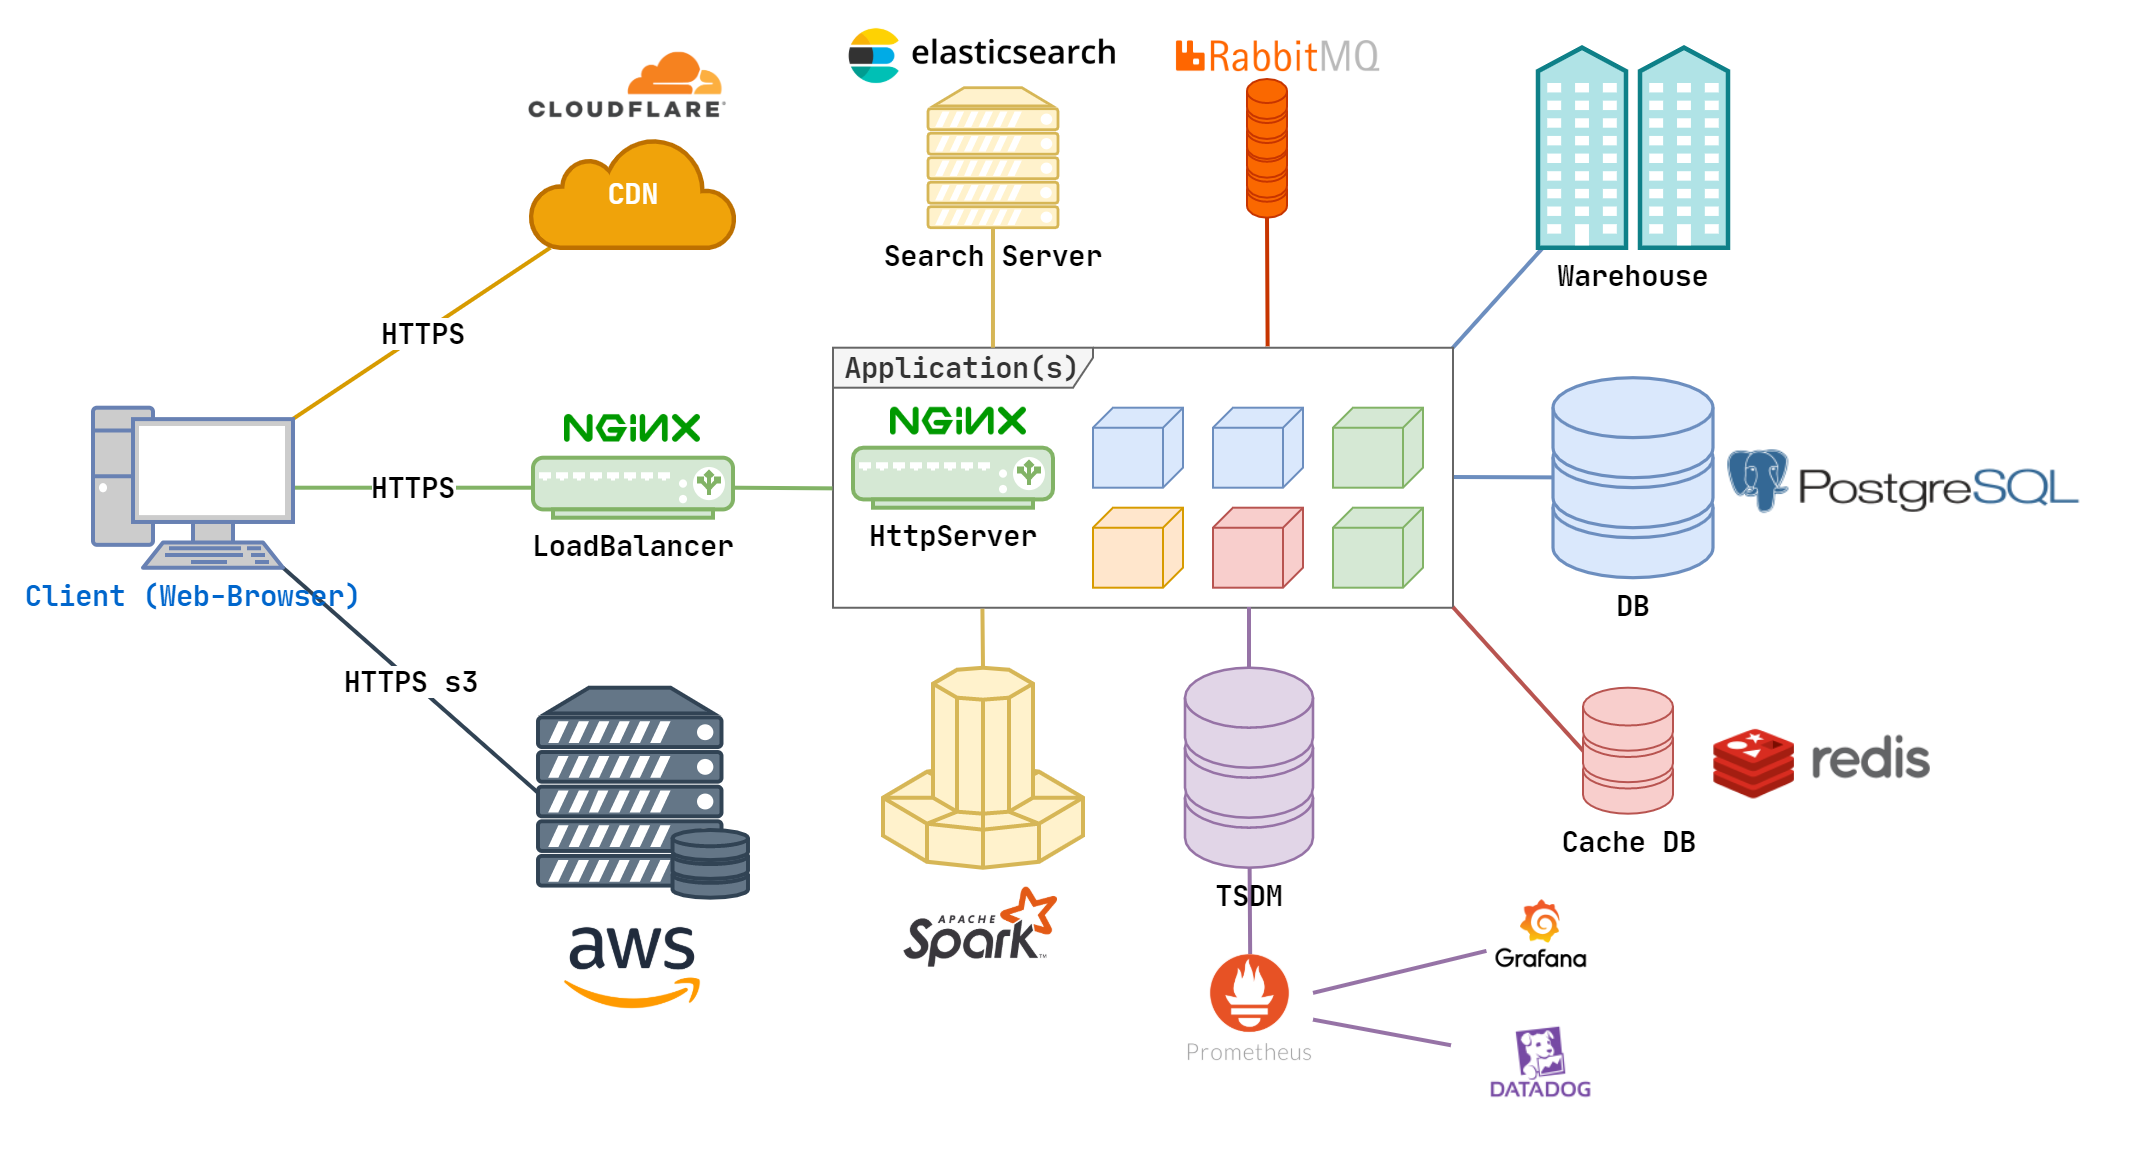 CLOUDFLARE
CDN
elasticsearch
Search Server
RabbitMQ
Warehouse
HTTPS
Application(s)
NGINX
HTTPS
LoadBalancer
NGINX
HttpServer
PostgreSQL
DB
Client (Web-Browser)
HTTPS s3
aws
APACHE
Spark™
TSDM
redis
Cache DB
Prometheus
Grafana
DATADOG